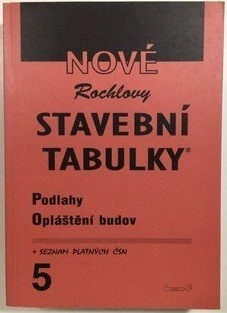 NOVÉ
Rochlovy
STAVEBNÍ
TABULKY®
Podlahy
Opláštění budov
+ SEZNAM PLATNÝCH ČSN
5